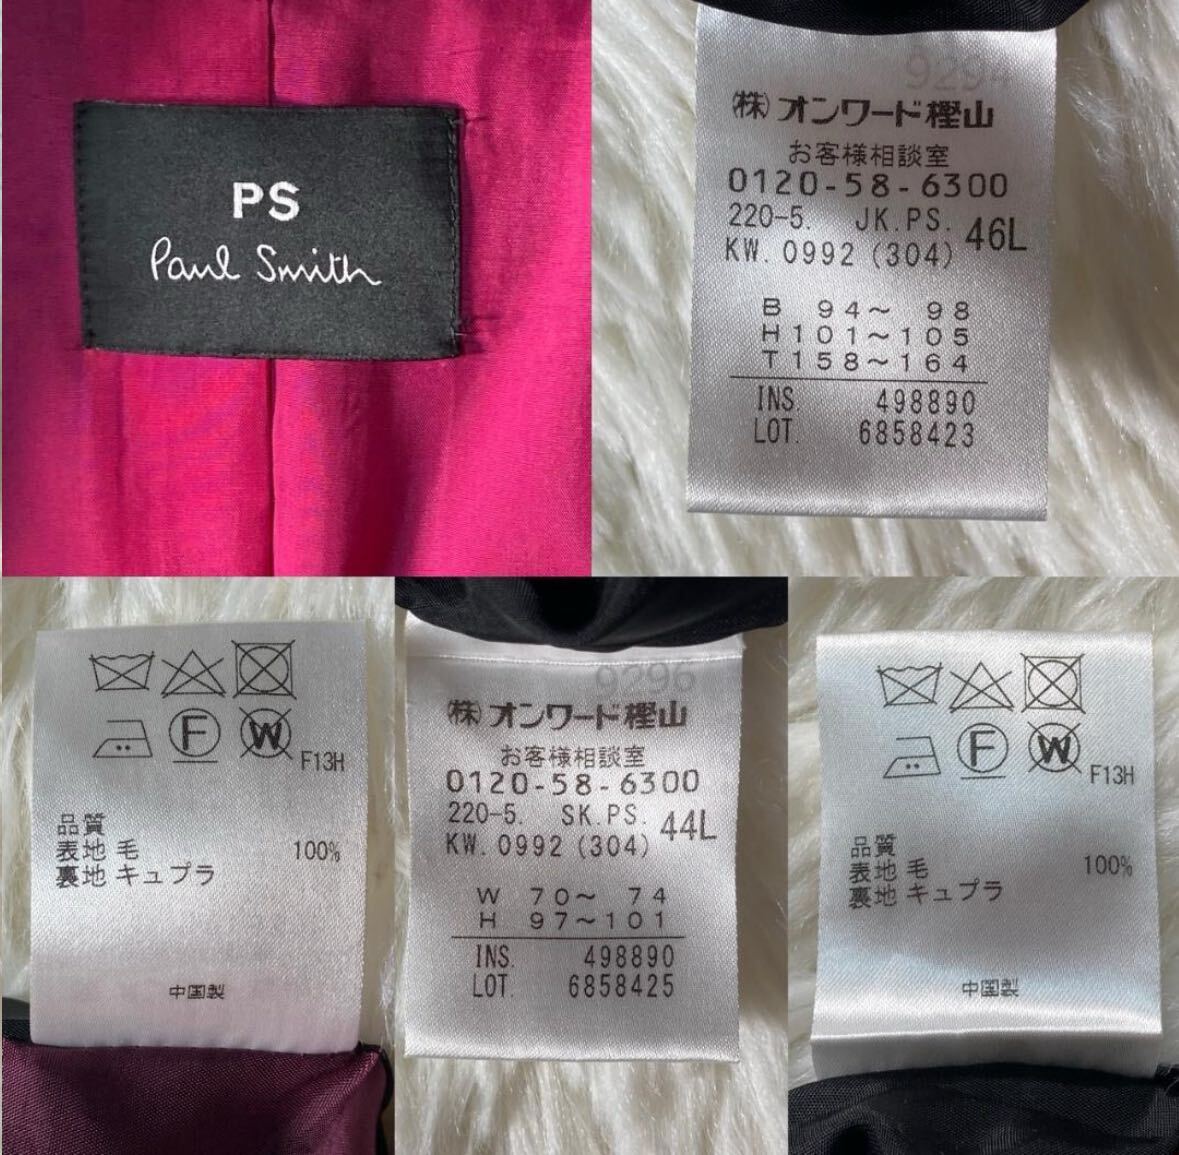 PS
Paul Smith
9294
(株)オンワード樫山
お客様相談室
0120-58-6300
220-5. JK.PS. 46L
KW.0992(304)
B 94～ 98
H101～105
T158～164
INS. 498890
LOT. 6858423
F
W
F13H
品質
表地 毛 100%
裏地 キュプラ
中国製
9296
(株)オンワード樫山
お客様相談室
0120-58-6300
220-5. SK.PS. 44L
KW.0992(304)
W 70～ 74
H 97～101
INS. 498890
LOT. 6858425
F
W
F13H
品質
表地 毛 100%
裏地 キュプラ
中国製